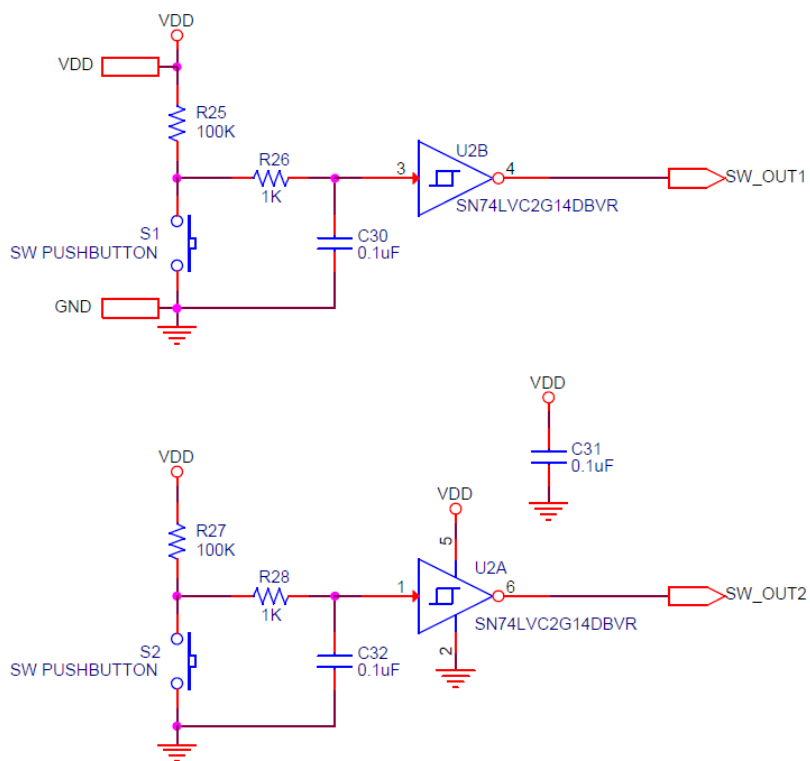 VDD
VDD
R25
100K
R26
1K
3
U2B
4
SW_OUT1
SN74LVC2G14DBVR
S1
SW PUSHBUTTON
C30
0.1uF
GND
VDD
C31
0.1uF
VDD
VDD
5
R27
100K
R28
1K
1
U2A
6
SW_OUT2
SN74LVC2G14DBVR
2
S2
SW PUSHBUTTON
C32
0.1uF